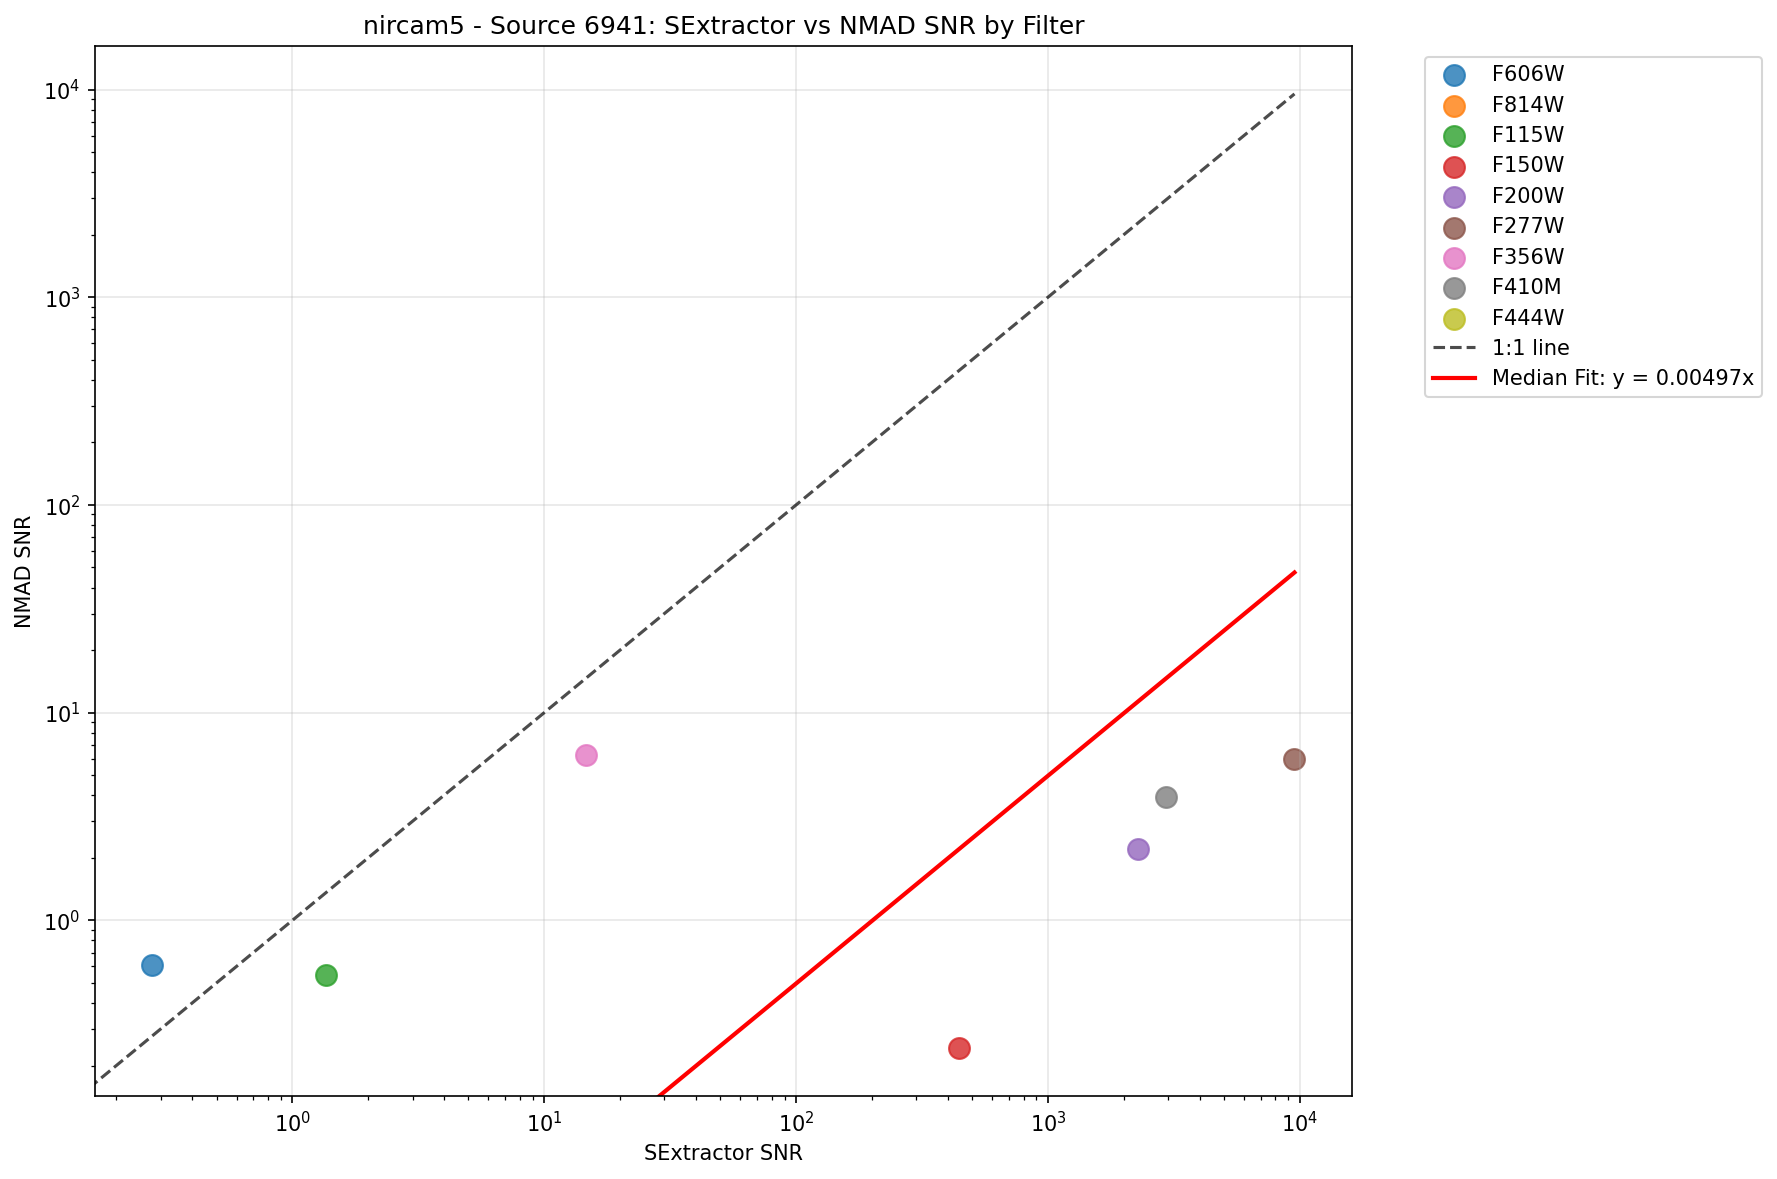 nircam5 - Source 6941: SExtractor vs NMAD SNR by Filter
F606W
F814W
F115W
F150W
F200W
F277W
F356W
F410M
F444W
1:1 line
Median Fit: y = 0.00497x
NMAD SNR
10⁴
10³
10²
10¹
10⁰
10⁰ 10¹ 10² 10³ 10⁴
SExtractor SNR